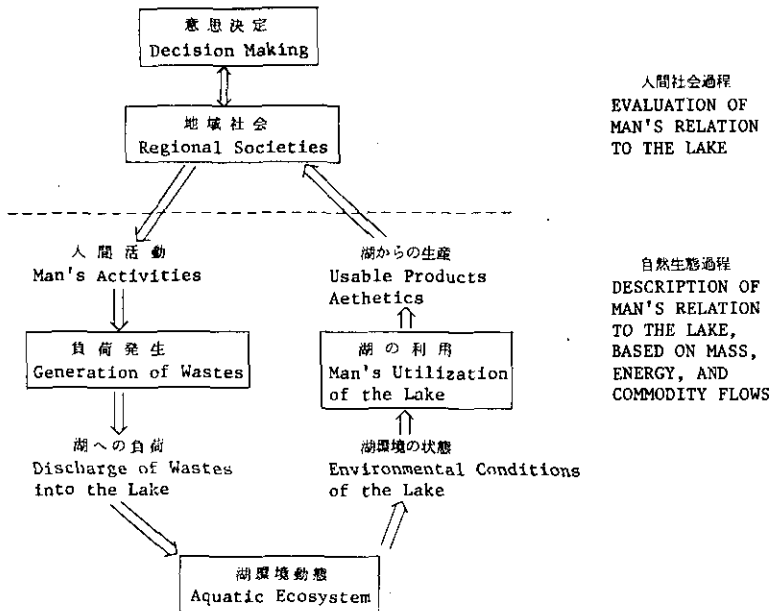 意思決定
Decision Making
地域社会
Regional Societies
人間社会過程
EVALUATION OF
MAN'S RELATION
TO THE LAKE
人間活動
Man's Activities
湖からの生産
Usable Products
Aethetics
自然生態過程
DESCRIPTION OF
MAN'S RELATION
TO THE LAKE,
BASED ON MASS,
ENERGY, AND
COMMODITY FLOWS
負荷発生
Generation of Wastes
湖の利用
Man's Utilization
of the Lake
湖への負荷
Discharge of Wastes
into the Lake
湖環境の状態
Environmental Conditions
of the Lake
湖環境動態
Aquatic Ecosystem